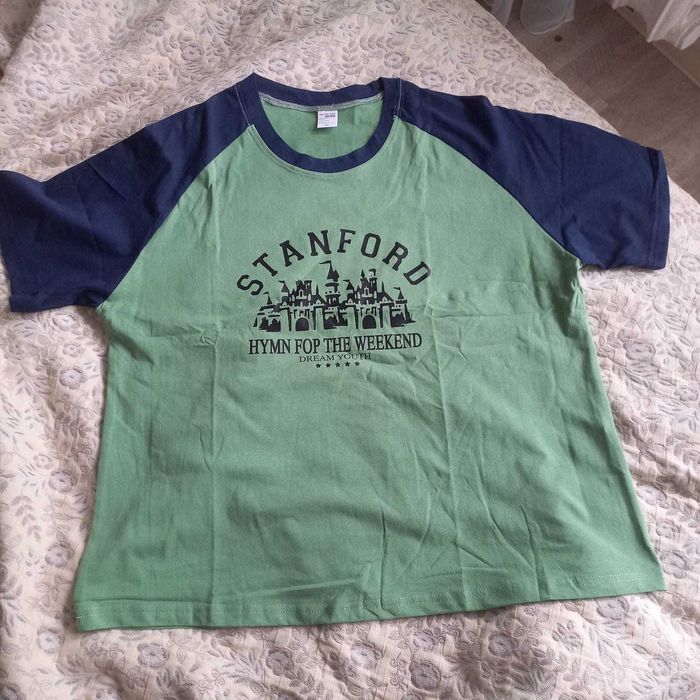 STANFORD
HYMN FOP THE WEEKEND
DREAM YOUTH